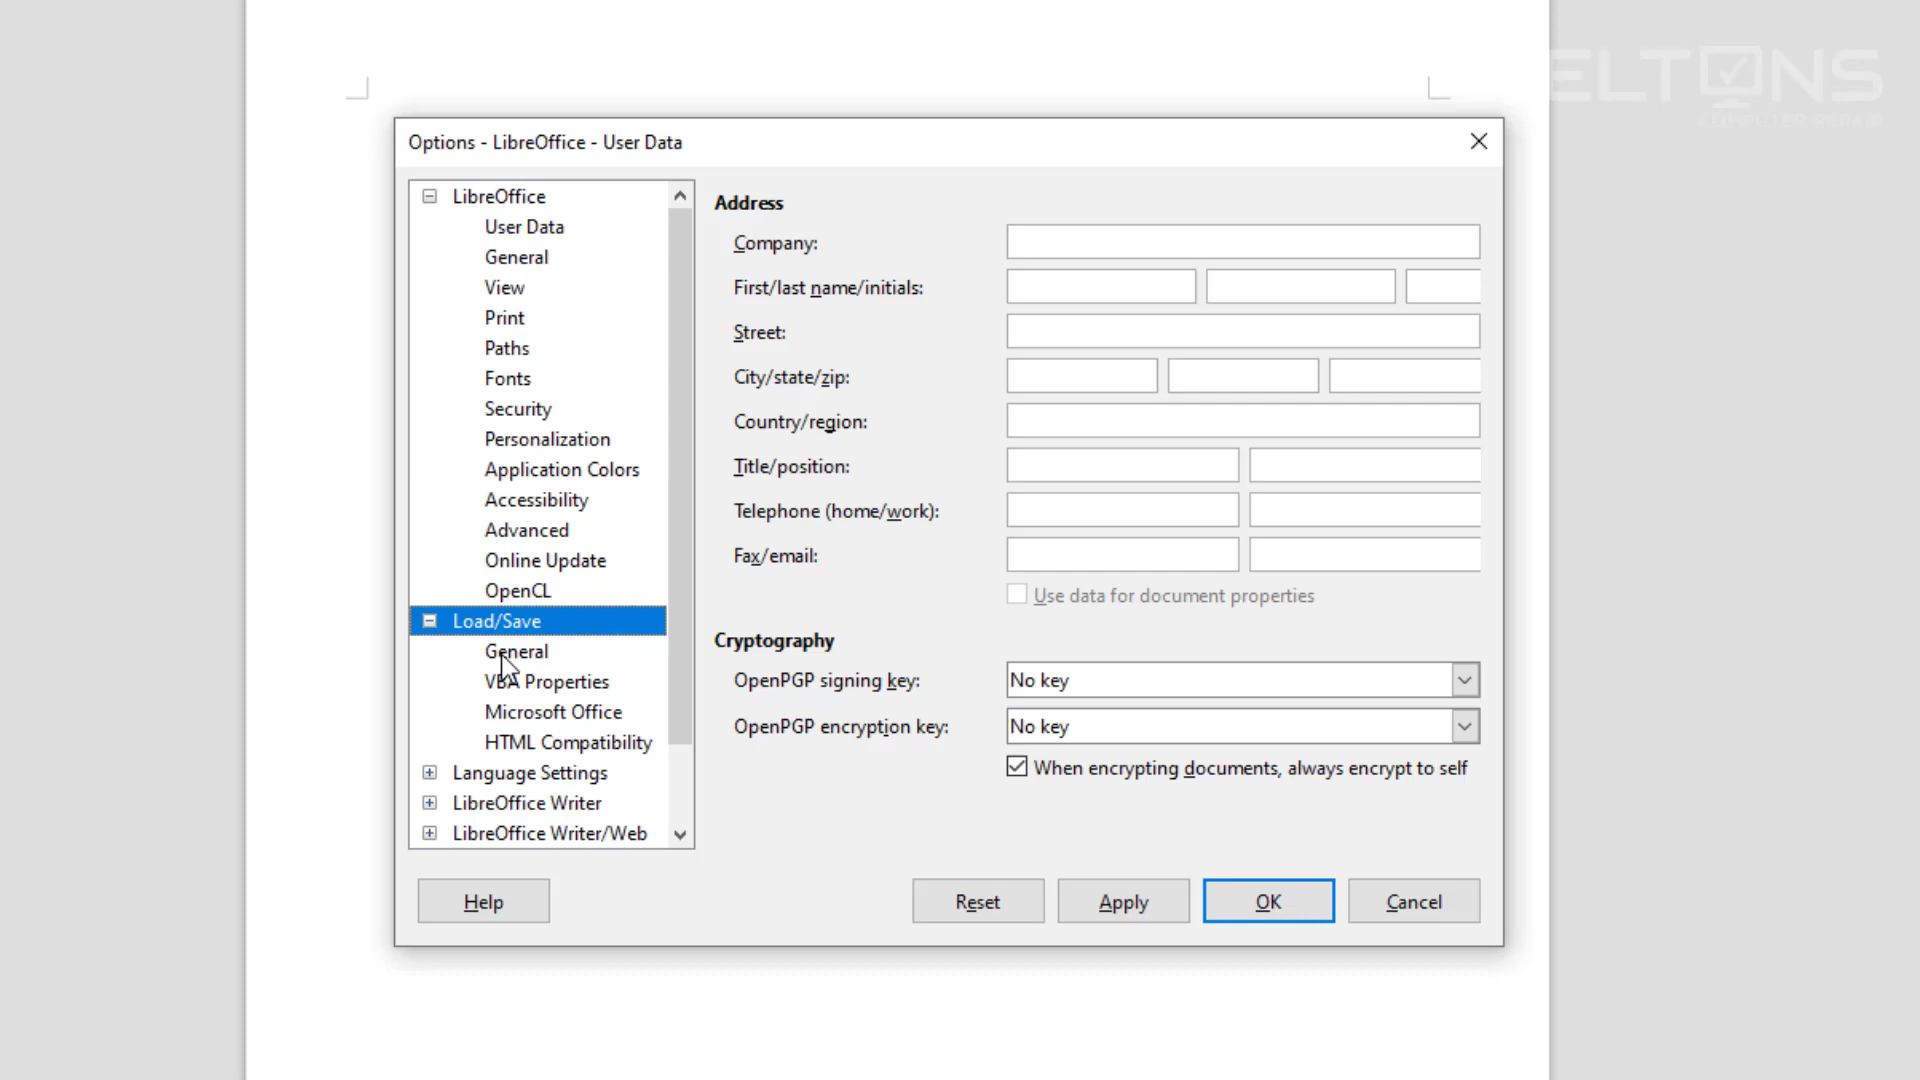 ELTONS
COMPUTER REPAIR
Options - LibreOffice - User Data
LibreOffice
User Data
General
View
Print
Paths
Fonts
Security
Personalization
Application Colors
Accessibility
Advanced
Online Update
OpenCL
Load/Save
General
VBA Properties
Microsoft Office
HTML Compatibility
Language Settings
LibreOffice Writer
LibreOffice Writer/Web
Address
Company:
First/last name/initials:
Street:
City/state/zip:
Country/region:
Title/position:
Telephone (home/work):
Fax/email:
Use data for document properties
Cryptography
OpenPGP signing key:
No key
OpenPGP encryption key:
No key
When encrypting documents, always encrypt to self
Help
Reset
Apply
OK
Cancel